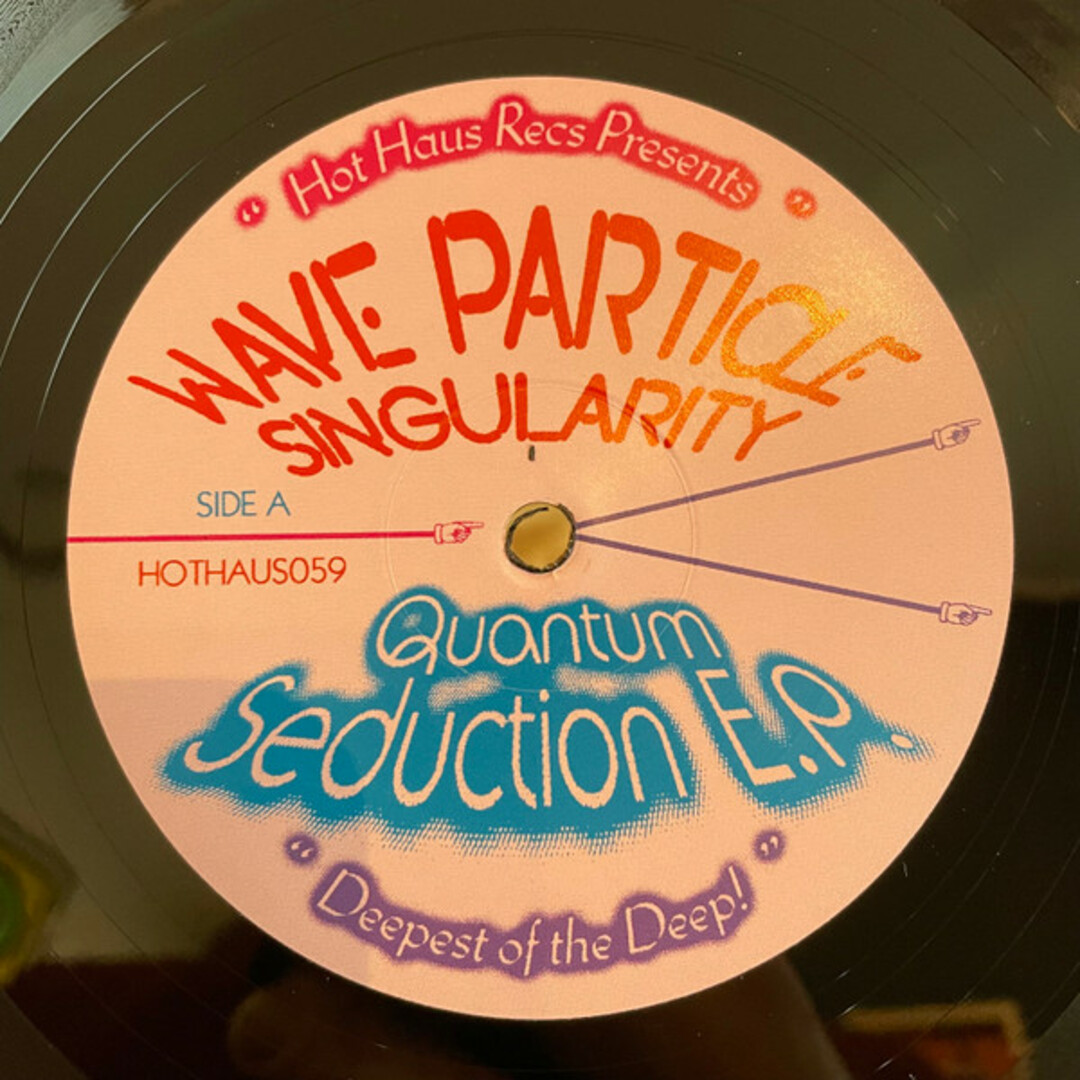 “ Hot Haus Recs Presents ”
WAVE PARTICLE
SINGULARITY
SIDE A
HOTHAUS059
Quantum
Seduction E.P.
“ Deepest of the Deep! ”